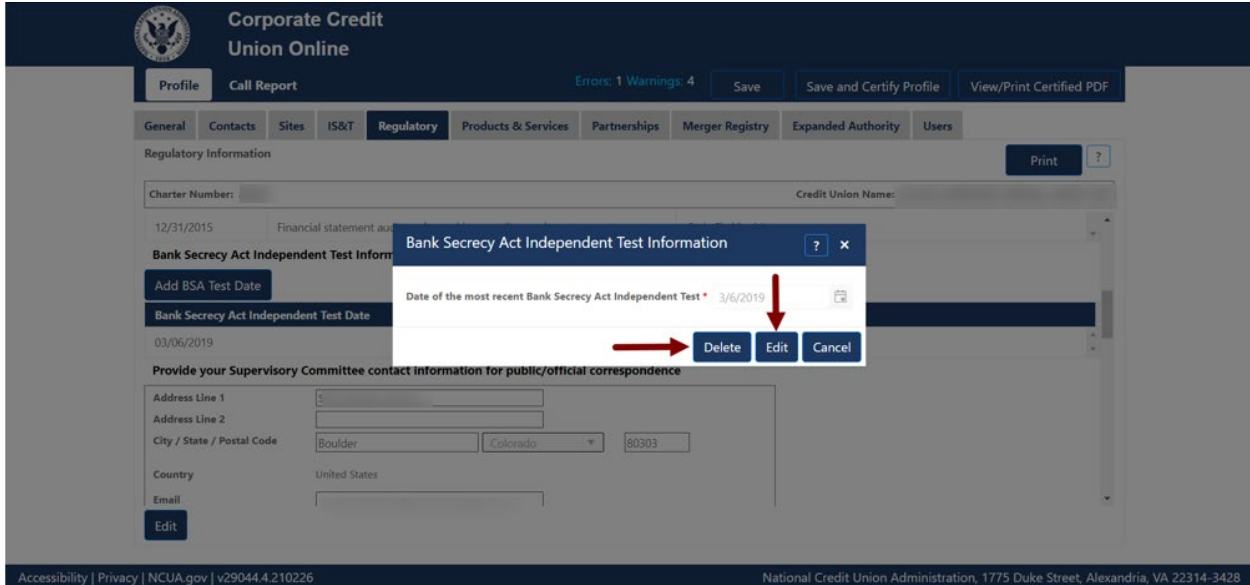 Corporate Credit
Union Online
Profile Call Report Errors: 1 Warnings: 4 Save Save and Certify Profile View/Print Certified PDF
General Contacts Sites IS&T Regulatory Products & Services Partnerships Merger Registry Expanded Authority Users
Regulatory Information Print ?
Charter Number: Credit Union Name:
12/31/2015 Financial statement
Bank Secrecy Act Independent Test
Add BSA Test Date
Bank Secrecy Act Independent Test Date
03/06/2019
Bank Secrecy Act Independent Test Information ? ×
Date of the most recent Bank Secrecy Act Independent Test * 3/6/2019
Delete Edit Cancel
Provide your Supervisory Committee contact information for public/official correspondence
Address Line 1
Address Line 2
City / State / Postal Code Boulder Colorado 80303
Country United States
Email
Edit
Accessibility | Privacy | NCUA.gov | v29044.4.210226 National Credit Union Administration, 1775 Duke Street, Alexandria, VA 22314-3428